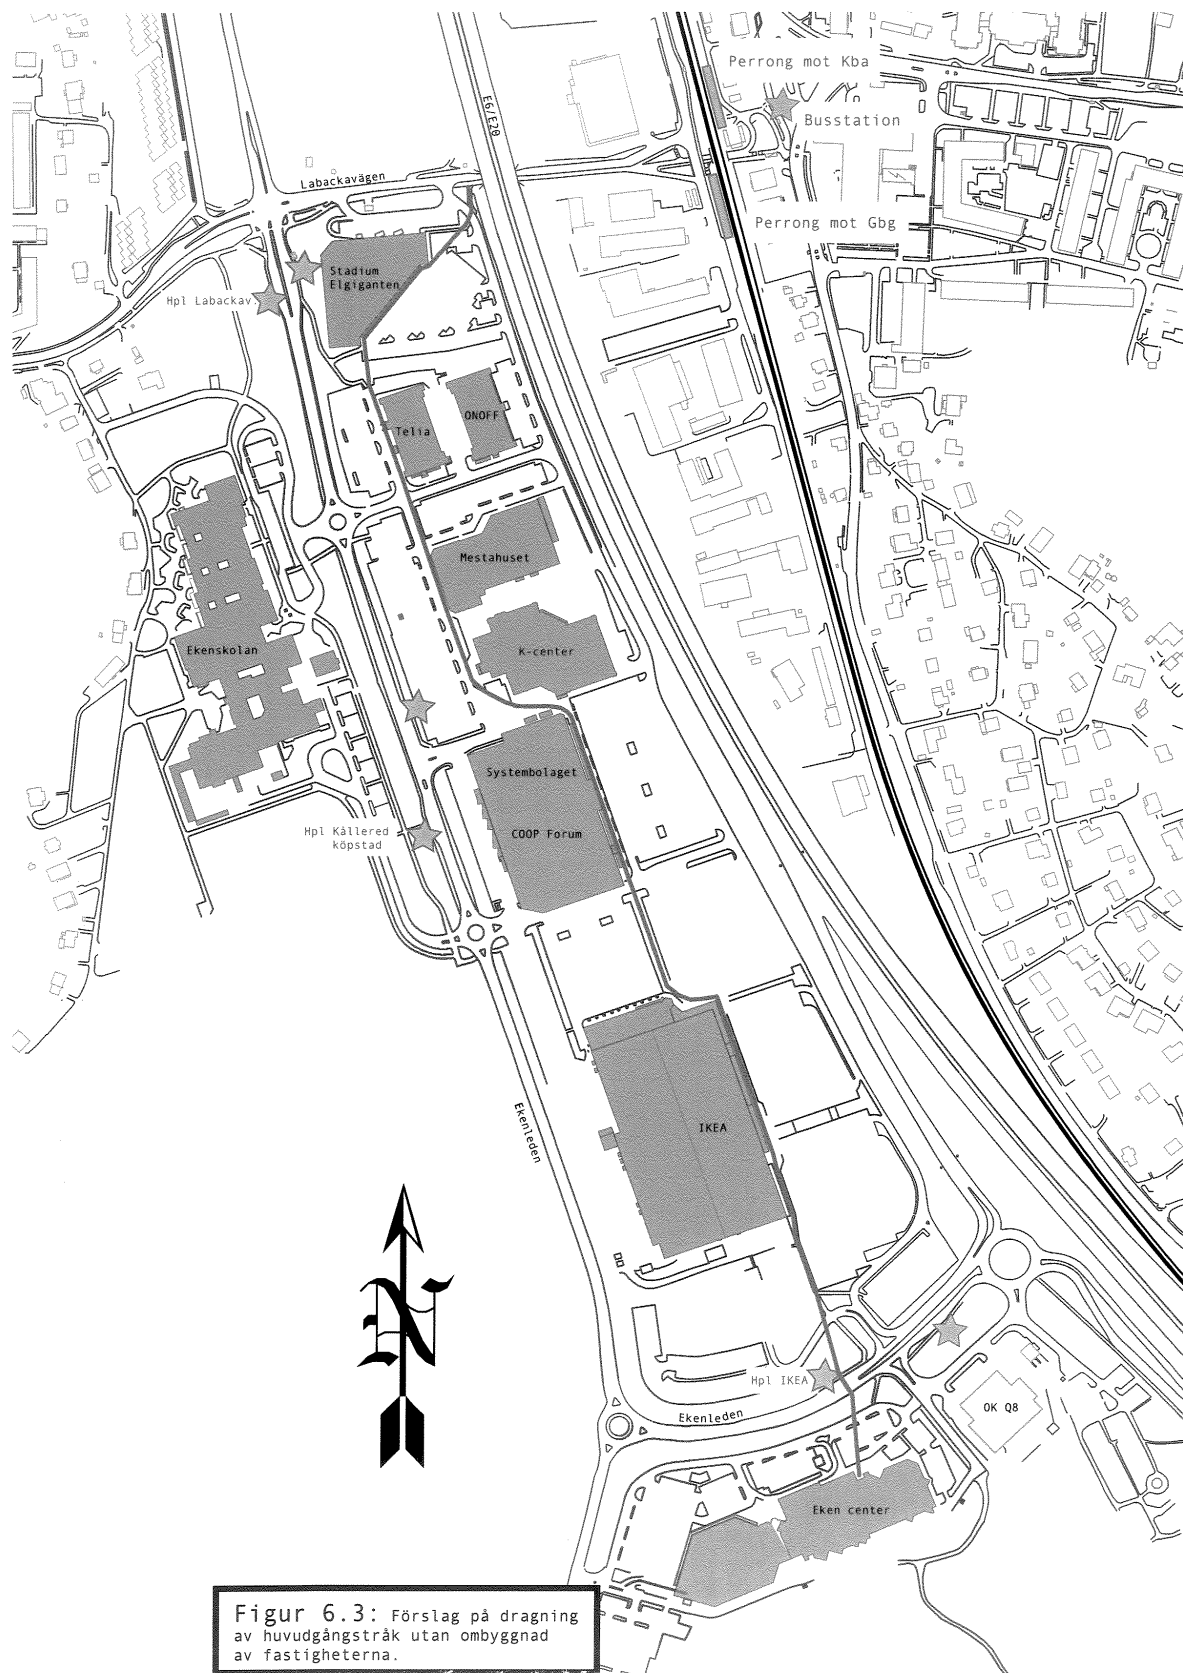 Perrong mot Kba
Busstation
E6/E20
Labackavägen
Perrong mot Gbg
Stadium
Elgiganten
Hpl Labackav.
ONOFF
Telia
Mestahuset
Ekenskolan
K-center
Systembolaget
Hpl Kållered
köpstad
COOP Forum
Ekenleden
IKEA
N
Hpl IKEA
OK Q8
Ekenleden
Eken center
Figur 6.3: Förslag på dragning
av huvudgångstråk utan ombyggnad
av fastigheterna.